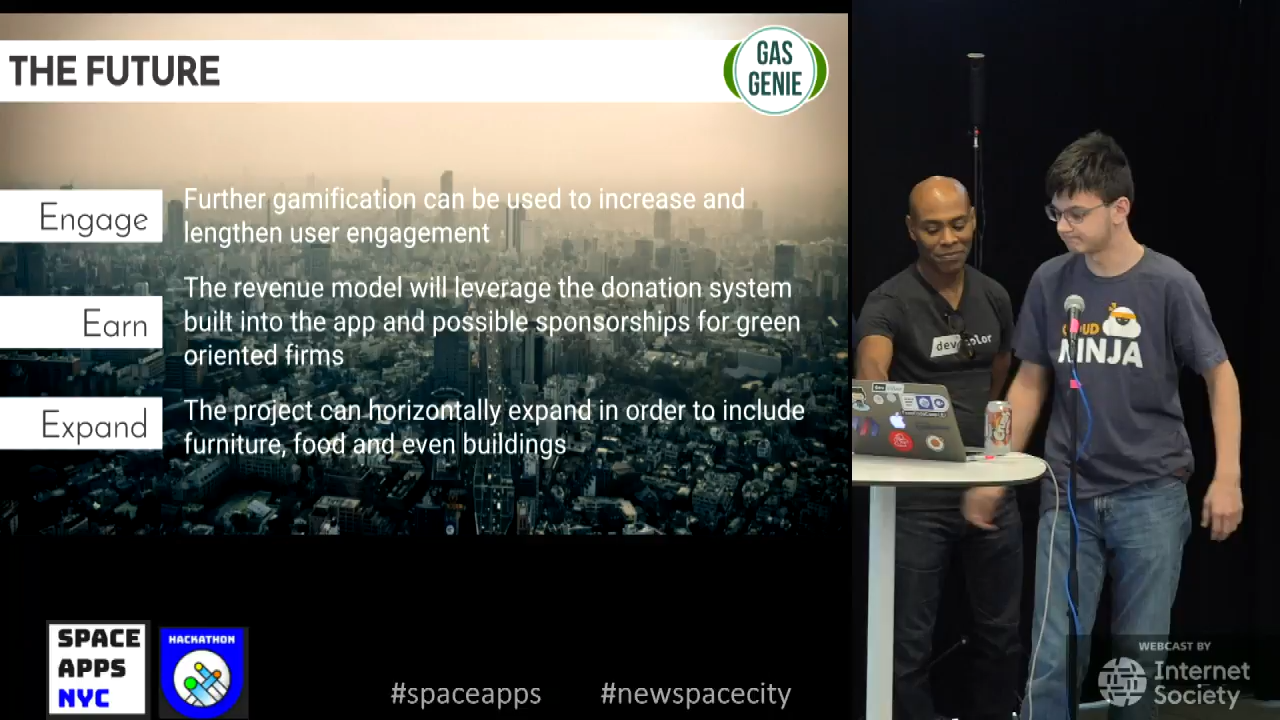 THE FUTURE
GAS
GENIE
Engage
Further gamification can be used to increase and
lengthen user engagement
Earn
The revenue model will leverage the donation system
built into the app and possible sponsorships for green
oriented firms
Expand
The project can horizontally expand in order to include
furniture, food and even buildings
NINJA
SPACE
APPS
NYC
HACKATHON
#spaceapps
#newspacecity
WEBCAST BY
Internet
Society